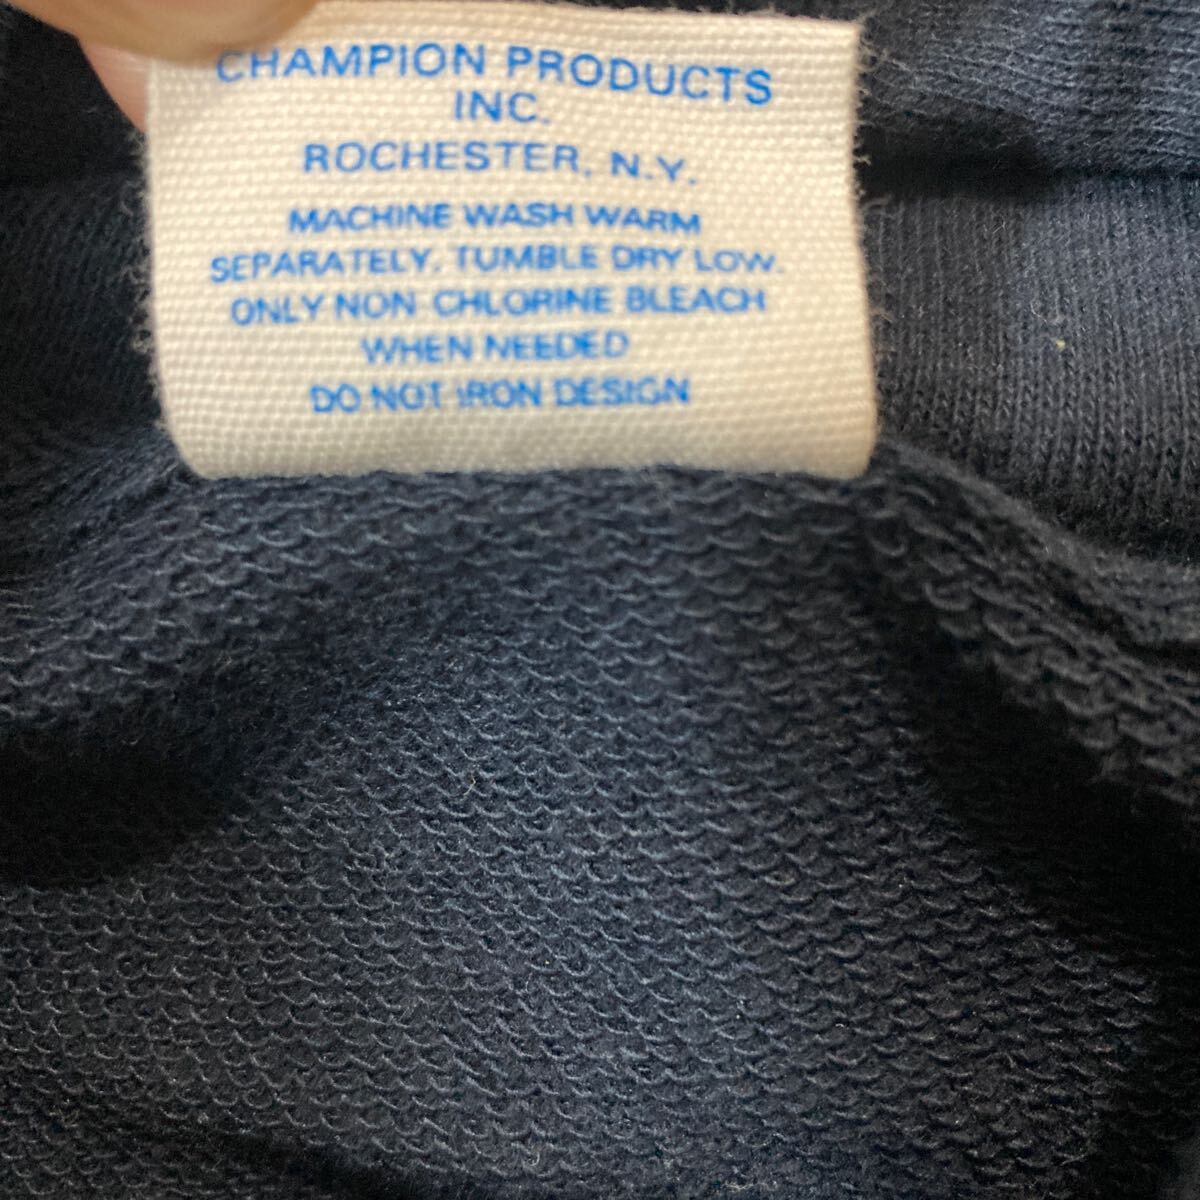 CHAMPION PRODUCTS
INC.
ROCHESTER, N.Y.
MACHINE WASH WARM
SEPARATELY, TUMBLE DRY LOW.
ONLY NON CHLORINE BLEACH
WHEN NEEDED
DO NOT IRON DESIGN